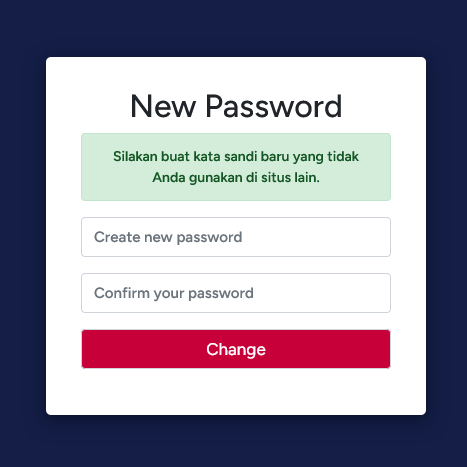 New Password
Silakan buat kata sandi baru yang tidak
Anda gunakan di situs lain.
Create new password
Confirm your password
Change